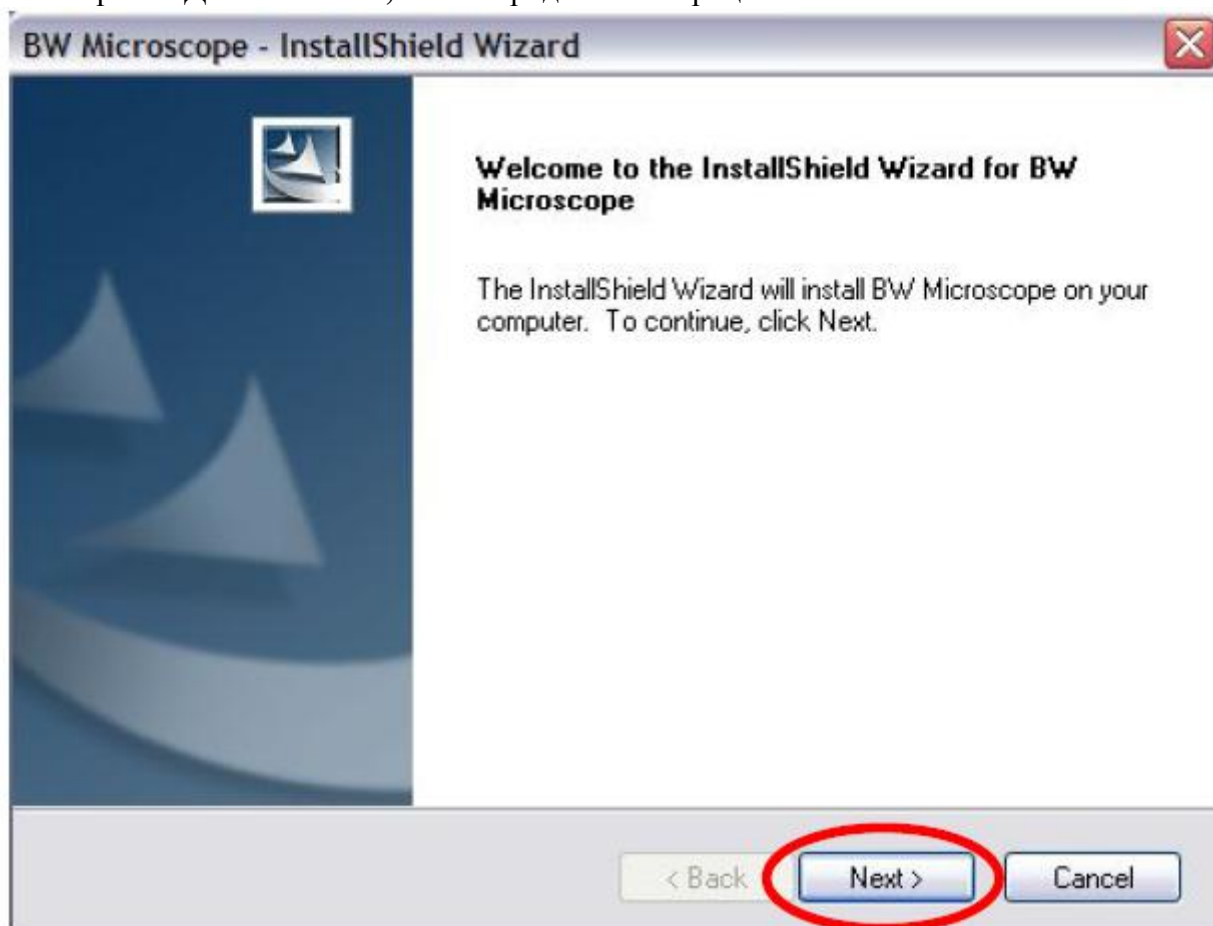 BW Microscope - InstallShield Wizard
Welcome to the InstallShield Wizard for BW
Microscope
The InstallShield Wizard will install BW Microscope on your
computer. To continue, click Next.
< Back
Next >
Cancel